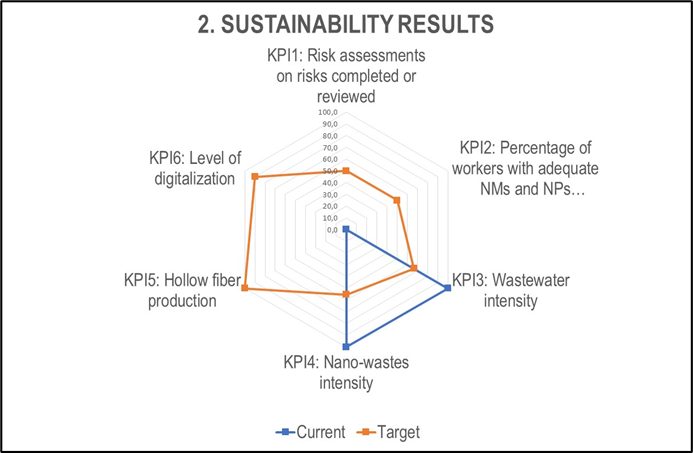 2. SUSTAINABILITY RESULTS
KPI1: Risk assessments
on risks completed or
reviewed
100,0
90,0
80,0
70,0
60,0
50,0
40,0
30,0
20,0
10,0
0,0
KPI2: Percentage of
workers with adequate
NMs and NPs…
KPI3: Wastewater
intensity
KPI4: Nano-wastes
intensity
KPI5: Hollow fiber
production
KPI6: Level of
digitalization
Current
Target